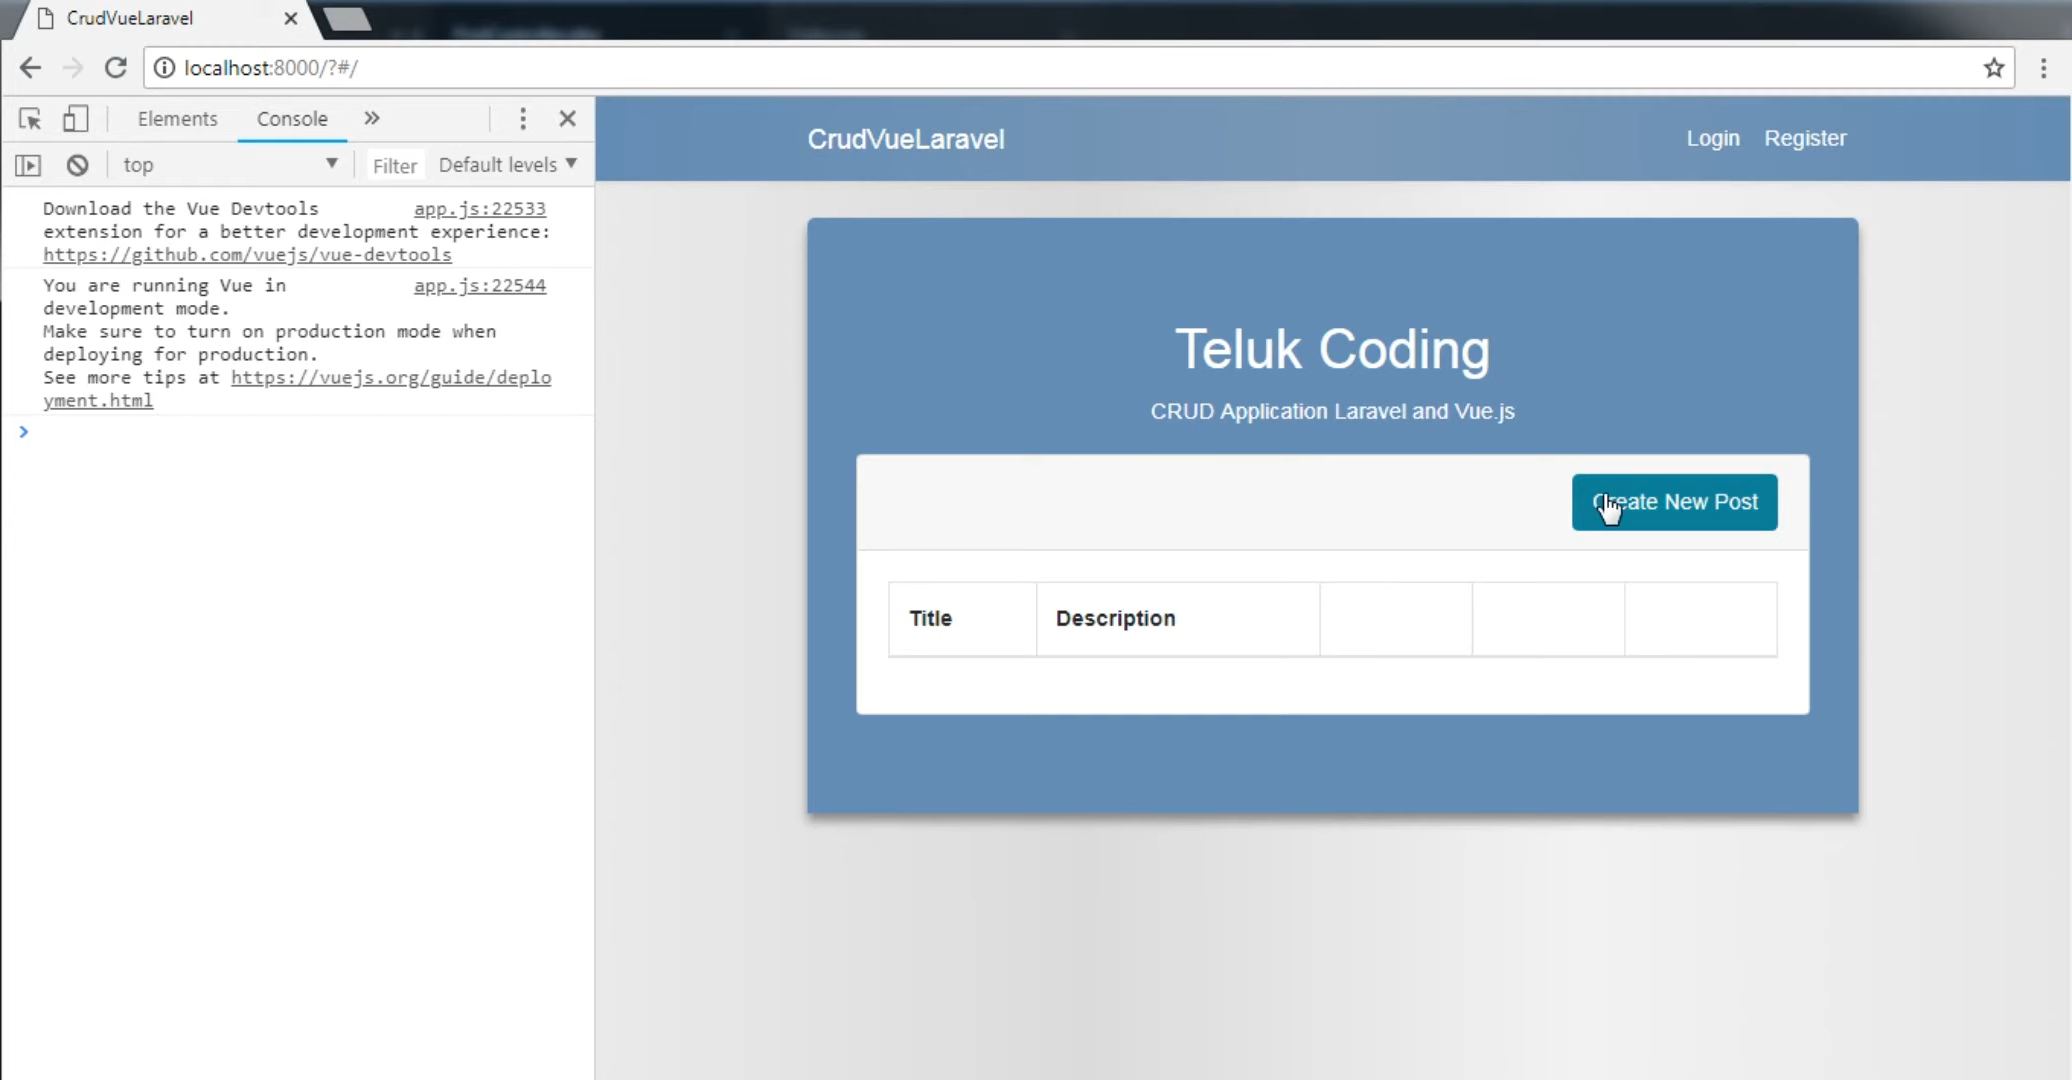 CrudVueLaravel
localhost:8000/?#/
Elements Console »
top Filter Default levels
Download the Vue Devtools app.js:22533
extension for a better development experience:
https://github.com/vuejs/vue-devtools
You are running Vue in app.js:22544
development mode.
Make sure to turn on production mode when
deploying for production.
See more tips at https://vuejs.org/guide/deplo
yment.html
CrudVueLaravel Login Register
Teluk Coding
CRUD Application Laravel and Vue.js
Create New Post
Title Description